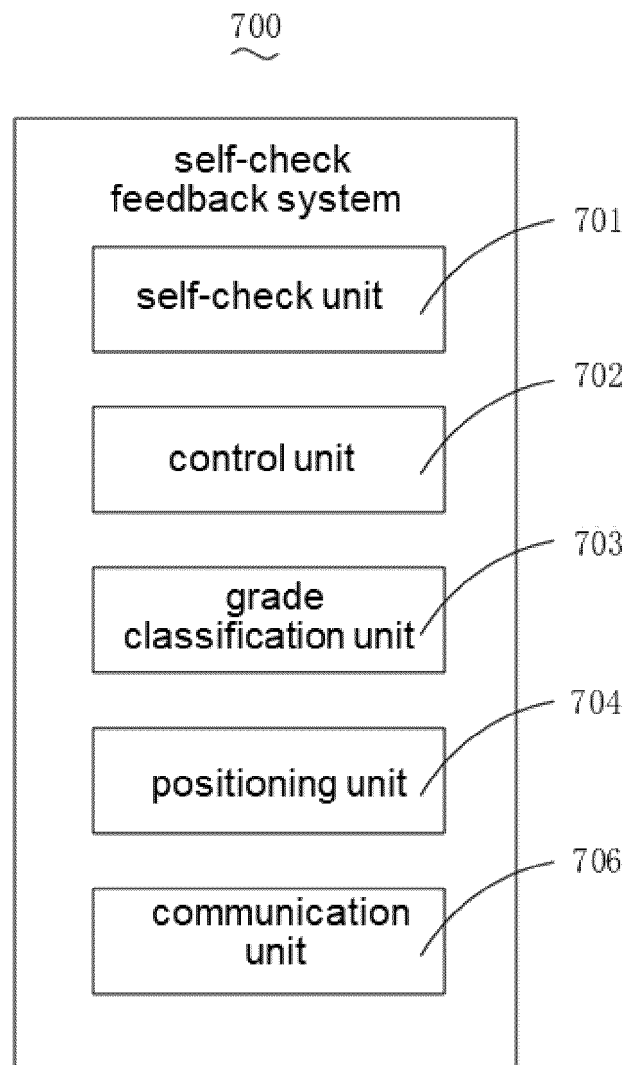 700
self-check
feedback system
self-check unit
701
control unit
702
grade
classification unit
703
positioning unit
704
communication
unit
706